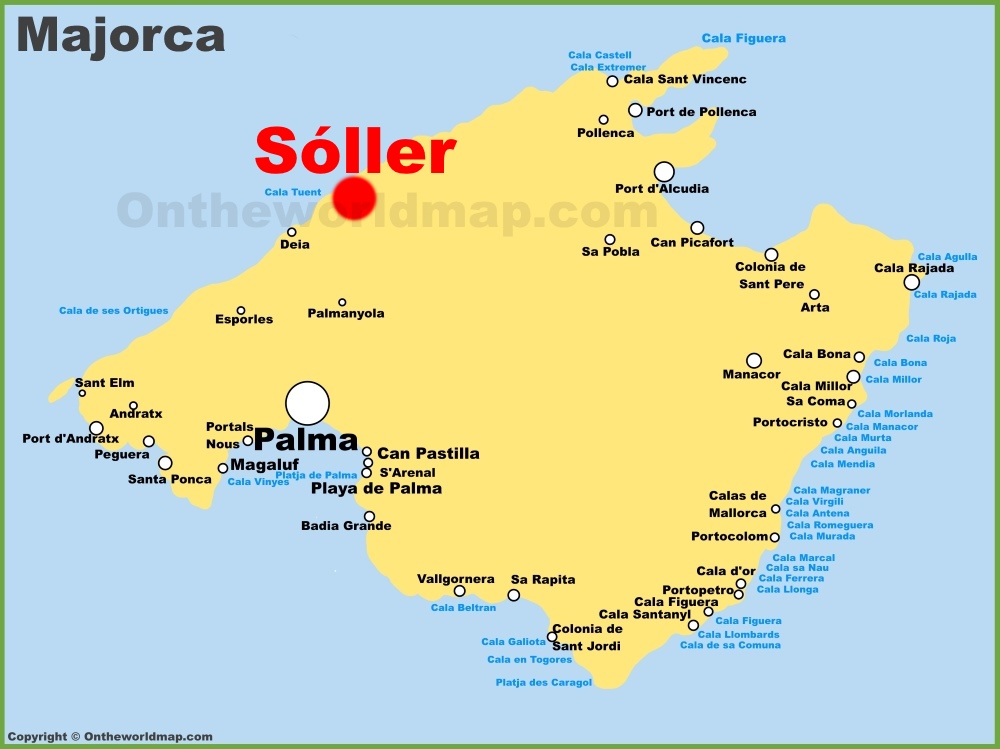 Majorca
Cala Figuera
Cala Castell
Cala Extremer
Cala Sant Vincenc
Port de Pollenca
Pollenca
Sóller
Cala Tuent
Port d'Alcudia
Ontheworldmap.com
Deia
Sa Pobla
Can Picafort
Colonia de
Sant Pere
Cala Agulla
Cala Rajada
Cala Rajada
Arta
Cala de ses Ortigues
Esporles
Palmanyola
Cala Roja
Cala Bona
Cala Bona
Manacor
Cala Millor
Cala Millor
Sant Elm
Andratx
Sa Coma
Cala Morlanda
Portocristo
Cala Manacor
Cala Murta
Cala Anguila
Cala Mendia
Port d'Andratx
Portals
Nous
Palma
Peguera
Can Pastilla
Magaluf
S'Arenal
Santa Ponca
Cala Vinyes
Platja de Palma
Playa de Palma
Cala Magraner
Calas de
Mallorca
Cala Virgili
Cala Antena
Badia Grande
Cala Romeguera
Portocolom
Cala Murada
Cala Marcal
Cala sa Nau
Cala d'or
Cala Ferrera
Vallgornera
Sa Rapita
Portopetro
Cala Llonga
Cala Beltran
Cala Figuera
Cala Santanyl
Cala Figuera
Colonia de
Sant Jordi
Cala Llombards
Cala Galiota
Cala de sa Comuna
Cala en Togores
Platja des Caragol
Copyright © Ontheworldmap.com